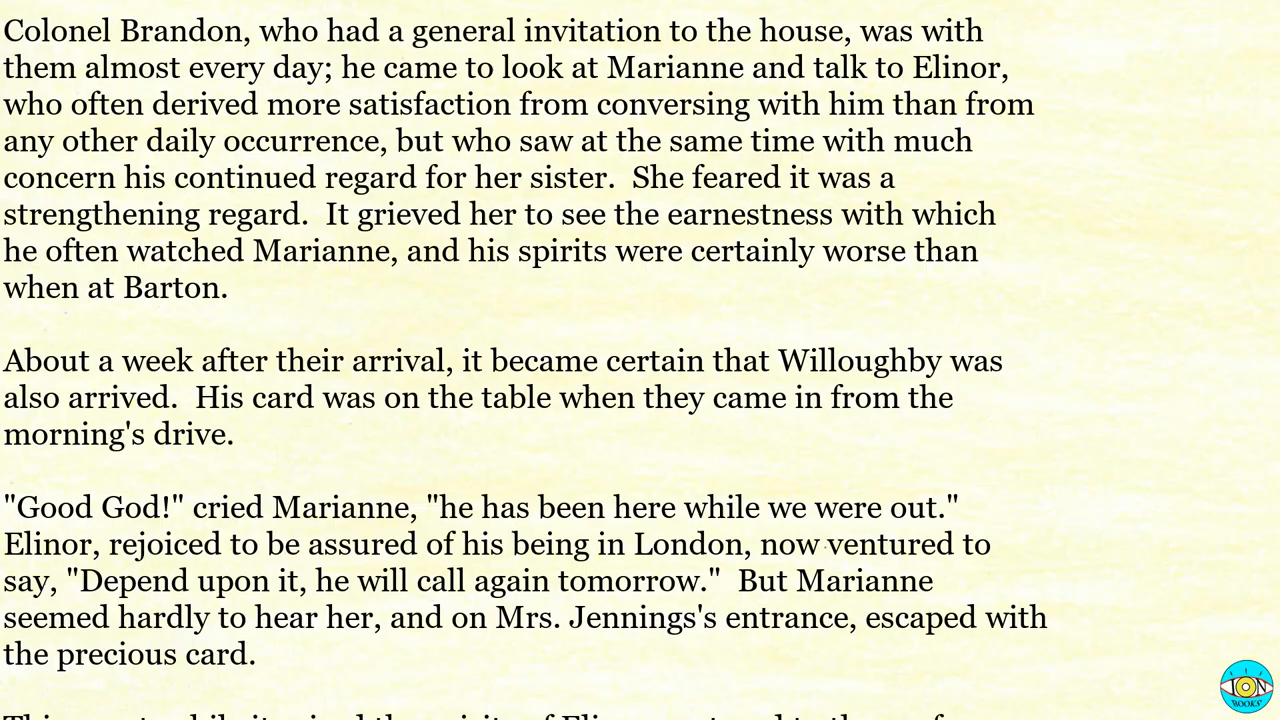 Colonel Brandon, who had a general invitation to the house, was with
them almost every day; he came to look at Marianne and talk to Elinor,
who often derived more satisfaction from conversing with him than from
any other daily occurrence, but who saw at the same time with much
concern his continued regard for her sister.  She feared it was a
strengthening regard.  It grieved her to see the earnestness with which
he often watched Marianne, and his spirits were certainly worse than
when at Barton.

About a week after their arrival, it became certain that Willoughby was
also arrived.  His card was on the table when they came in from the
morning's drive.

"Good God!" cried Marianne, "he has been here while we were out."
Elinor, rejoiced to be assured of his being in London, now ventured to
say, "Depend upon it, he will call again tomorrow."  But Marianne
seemed hardly to hear her, and on Mrs. Jennings's entrance, escaped with
the precious card.

ION
BOOKS